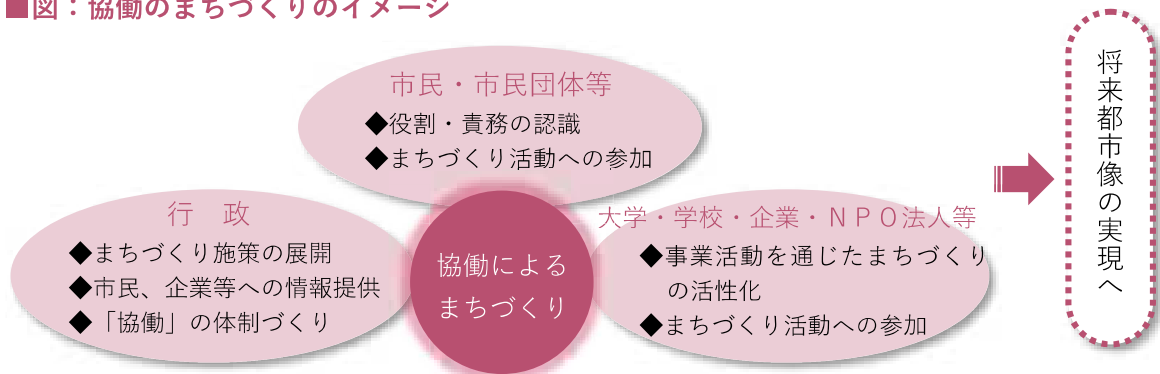 ■図：協働のまちづくりのイメージ
市民・市民団体等
◆役割・責務の認識
◆まちづくり活動への参加
行　政
◆まちづくり施策の展開
◆市民、企業等への情報提供
◆「協働」の体制づくり
協働による
まちづくり
大学・学校・企業・ＮＰＯ法人等
◆事業活動を通じたまちづくり
の活性化
◆まちづくり活動への参加
将来都市像の実現へ